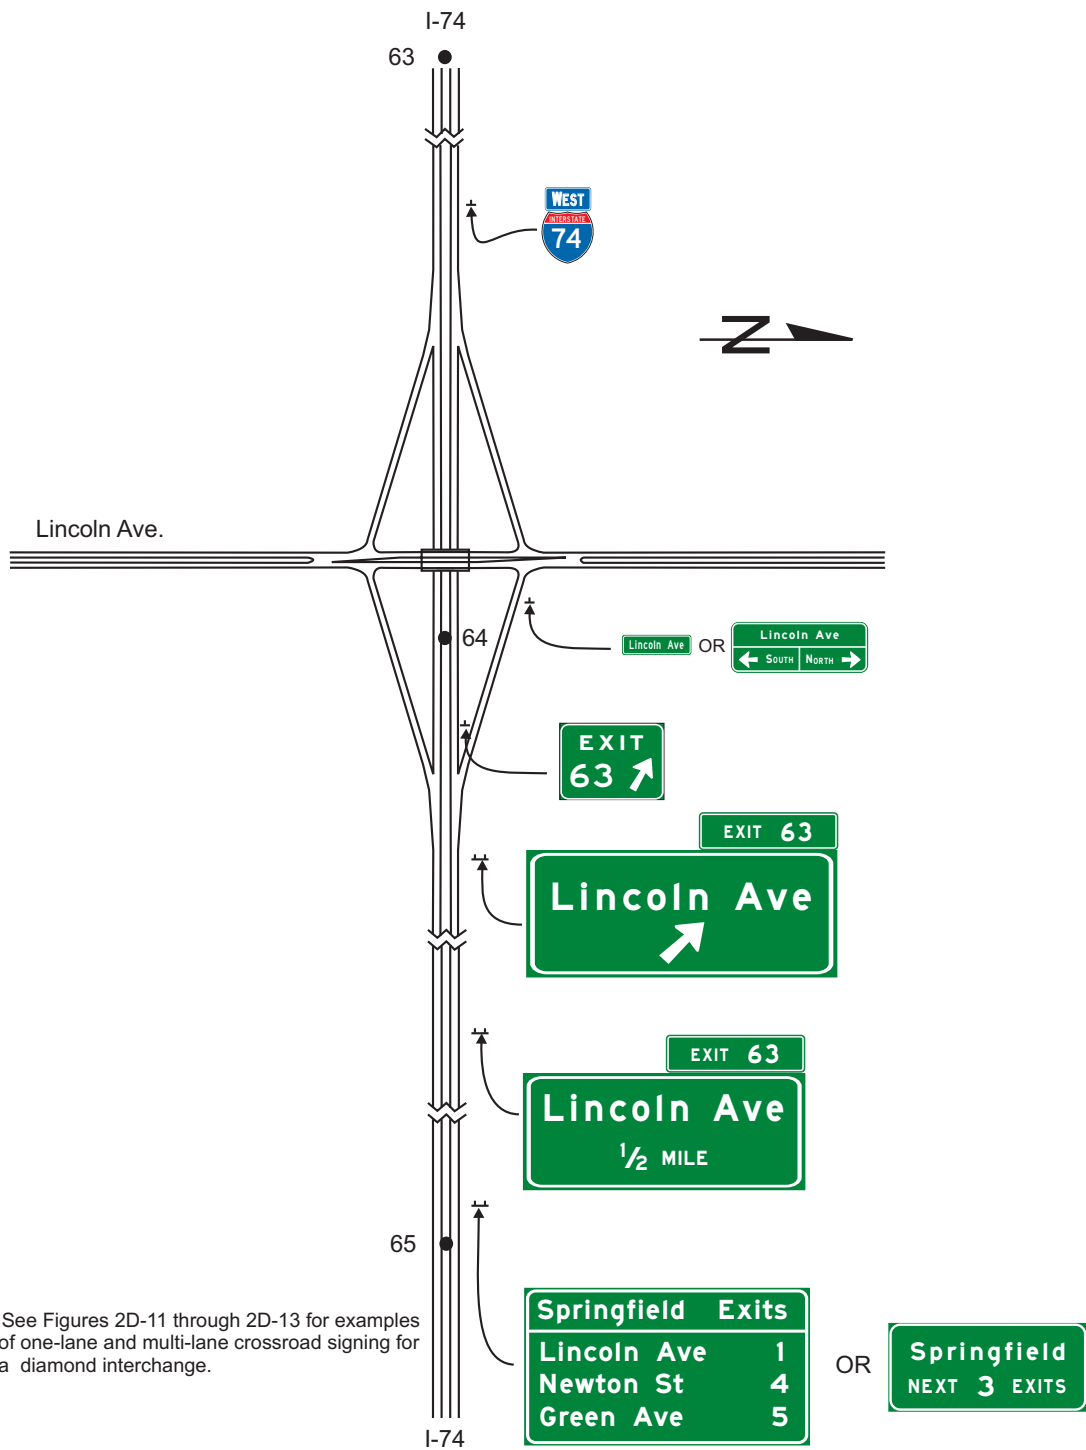 I-74
63
WEST
INTERSTATE
74
N
Lincoln Ave.
64
Lincoln Ave OR Lincoln Ave
SOUTH NORTH
EXIT
63
EXIT 63
Lincoln Ave
EXIT 63
Lincoln Ave
1/2 MILE
65
See Figures 2D-11 through 2D-13 for examples
of one-lane and multi-lane crossroad signing for
a diamond interchange.
Springfield Exits
Lincoln Ave 1
Newton St 4
Green Ave 5
OR
Springfield
NEXT 3 EXITS
I-74